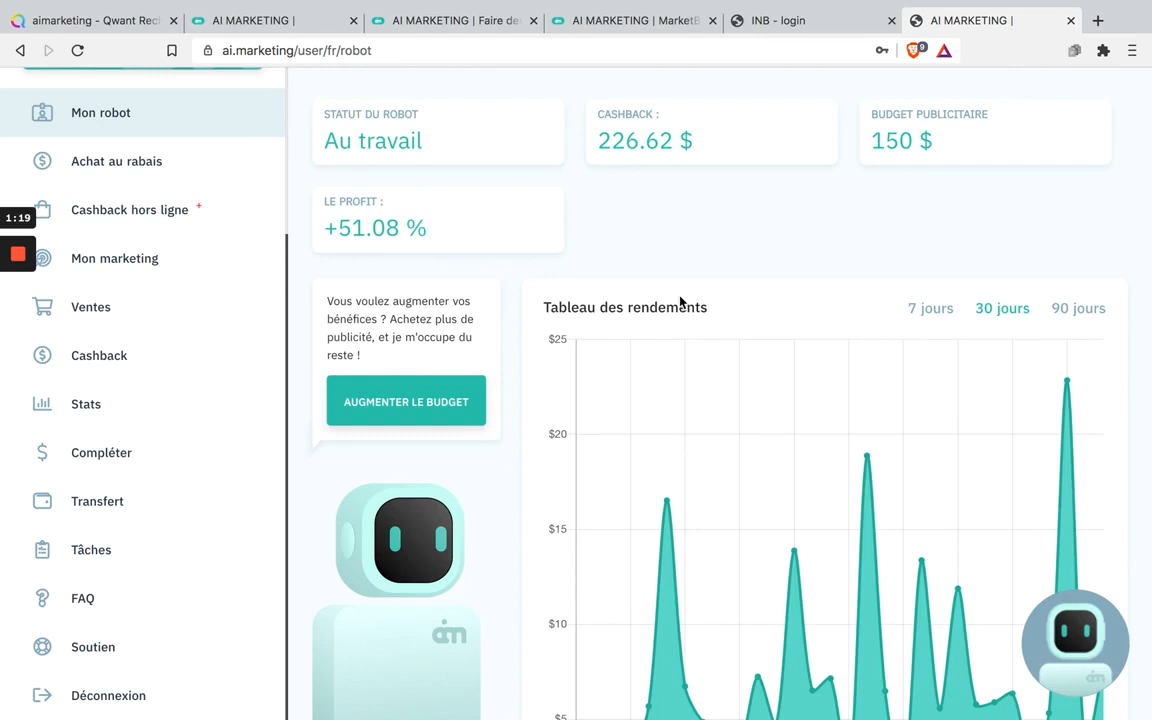 aimarketing - Qwant Rec
AI MARKETING |
AI MARKETING | Faire de
AI MARKETING | MarketB
INB - login
AI MARKETING |
ai.marketing/user/fr/robot
9
Mon robot
Achat au rabais
Cashback hors ligne +
1:19
Mon marketing
Ventes
Cashback
Stats
Compléter
Transfert
Tâches
FAQ
Soutien
Déconnexion
STATUT DU ROBOT
Au travail
CASHBACK :
226.62 $
BUDGET PUBLICITAIRE
150 $
LE PROFIT :
+51.08 %
Vous voulez augmenter vos
bénéfices ? Achetez plus de
publicité, et je m'occupe du
reste !
AUGMENTER LE BUDGET
aim
Tableau des rendements
7 jours
30 jours
90 jours
$25
$20
$15
$10
$5
aim